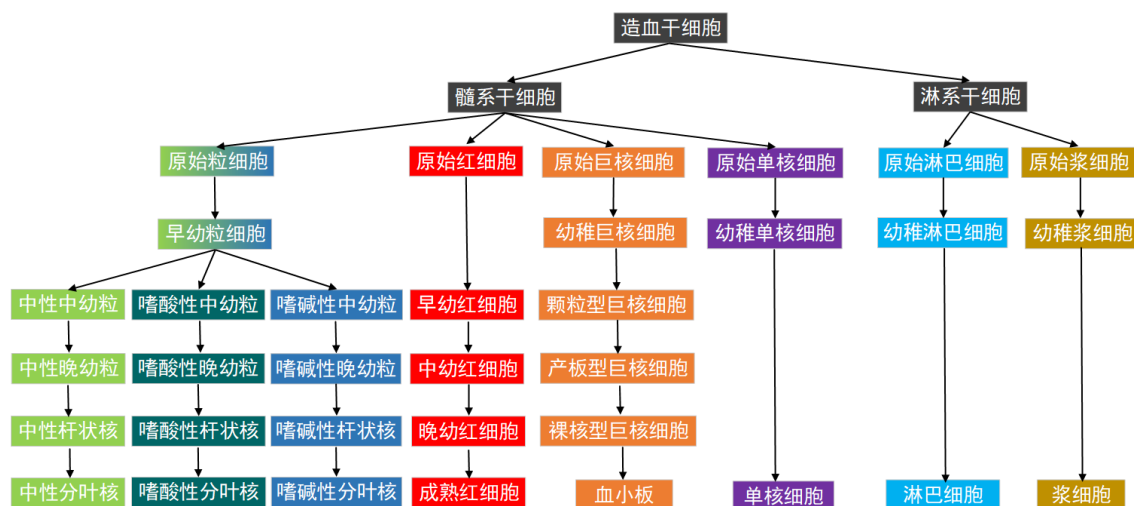 造血干细胞
髓系干细胞
淋系干细胞
原始粒细胞
原始红细胞
原始巨核细胞
原始单核细胞
原始淋巴细胞
原始浆细胞
早幼粒细胞
幼稚巨核细胞
幼稚单核细胞
幼稚淋巴细胞
幼稚浆细胞
中性中幼粒
嗜酸性中幼粒
嗜碱性中幼粒
早幼红细胞
颗粒型巨核细胞
中性晚幼粒
嗜酸性晚幼粒
嗜碱性晚幼粒
中幼红细胞
产板型巨核细胞
中性杆状核
嗜酸性杆状核
嗜碱性杆状核
晚幼红细胞
裸核型巨核细胞
中性分叶核
嗜酸性分叶核
嗜碱性分叶核
成熟红细胞
血小板
单核细胞
淋巴细胞
浆细胞